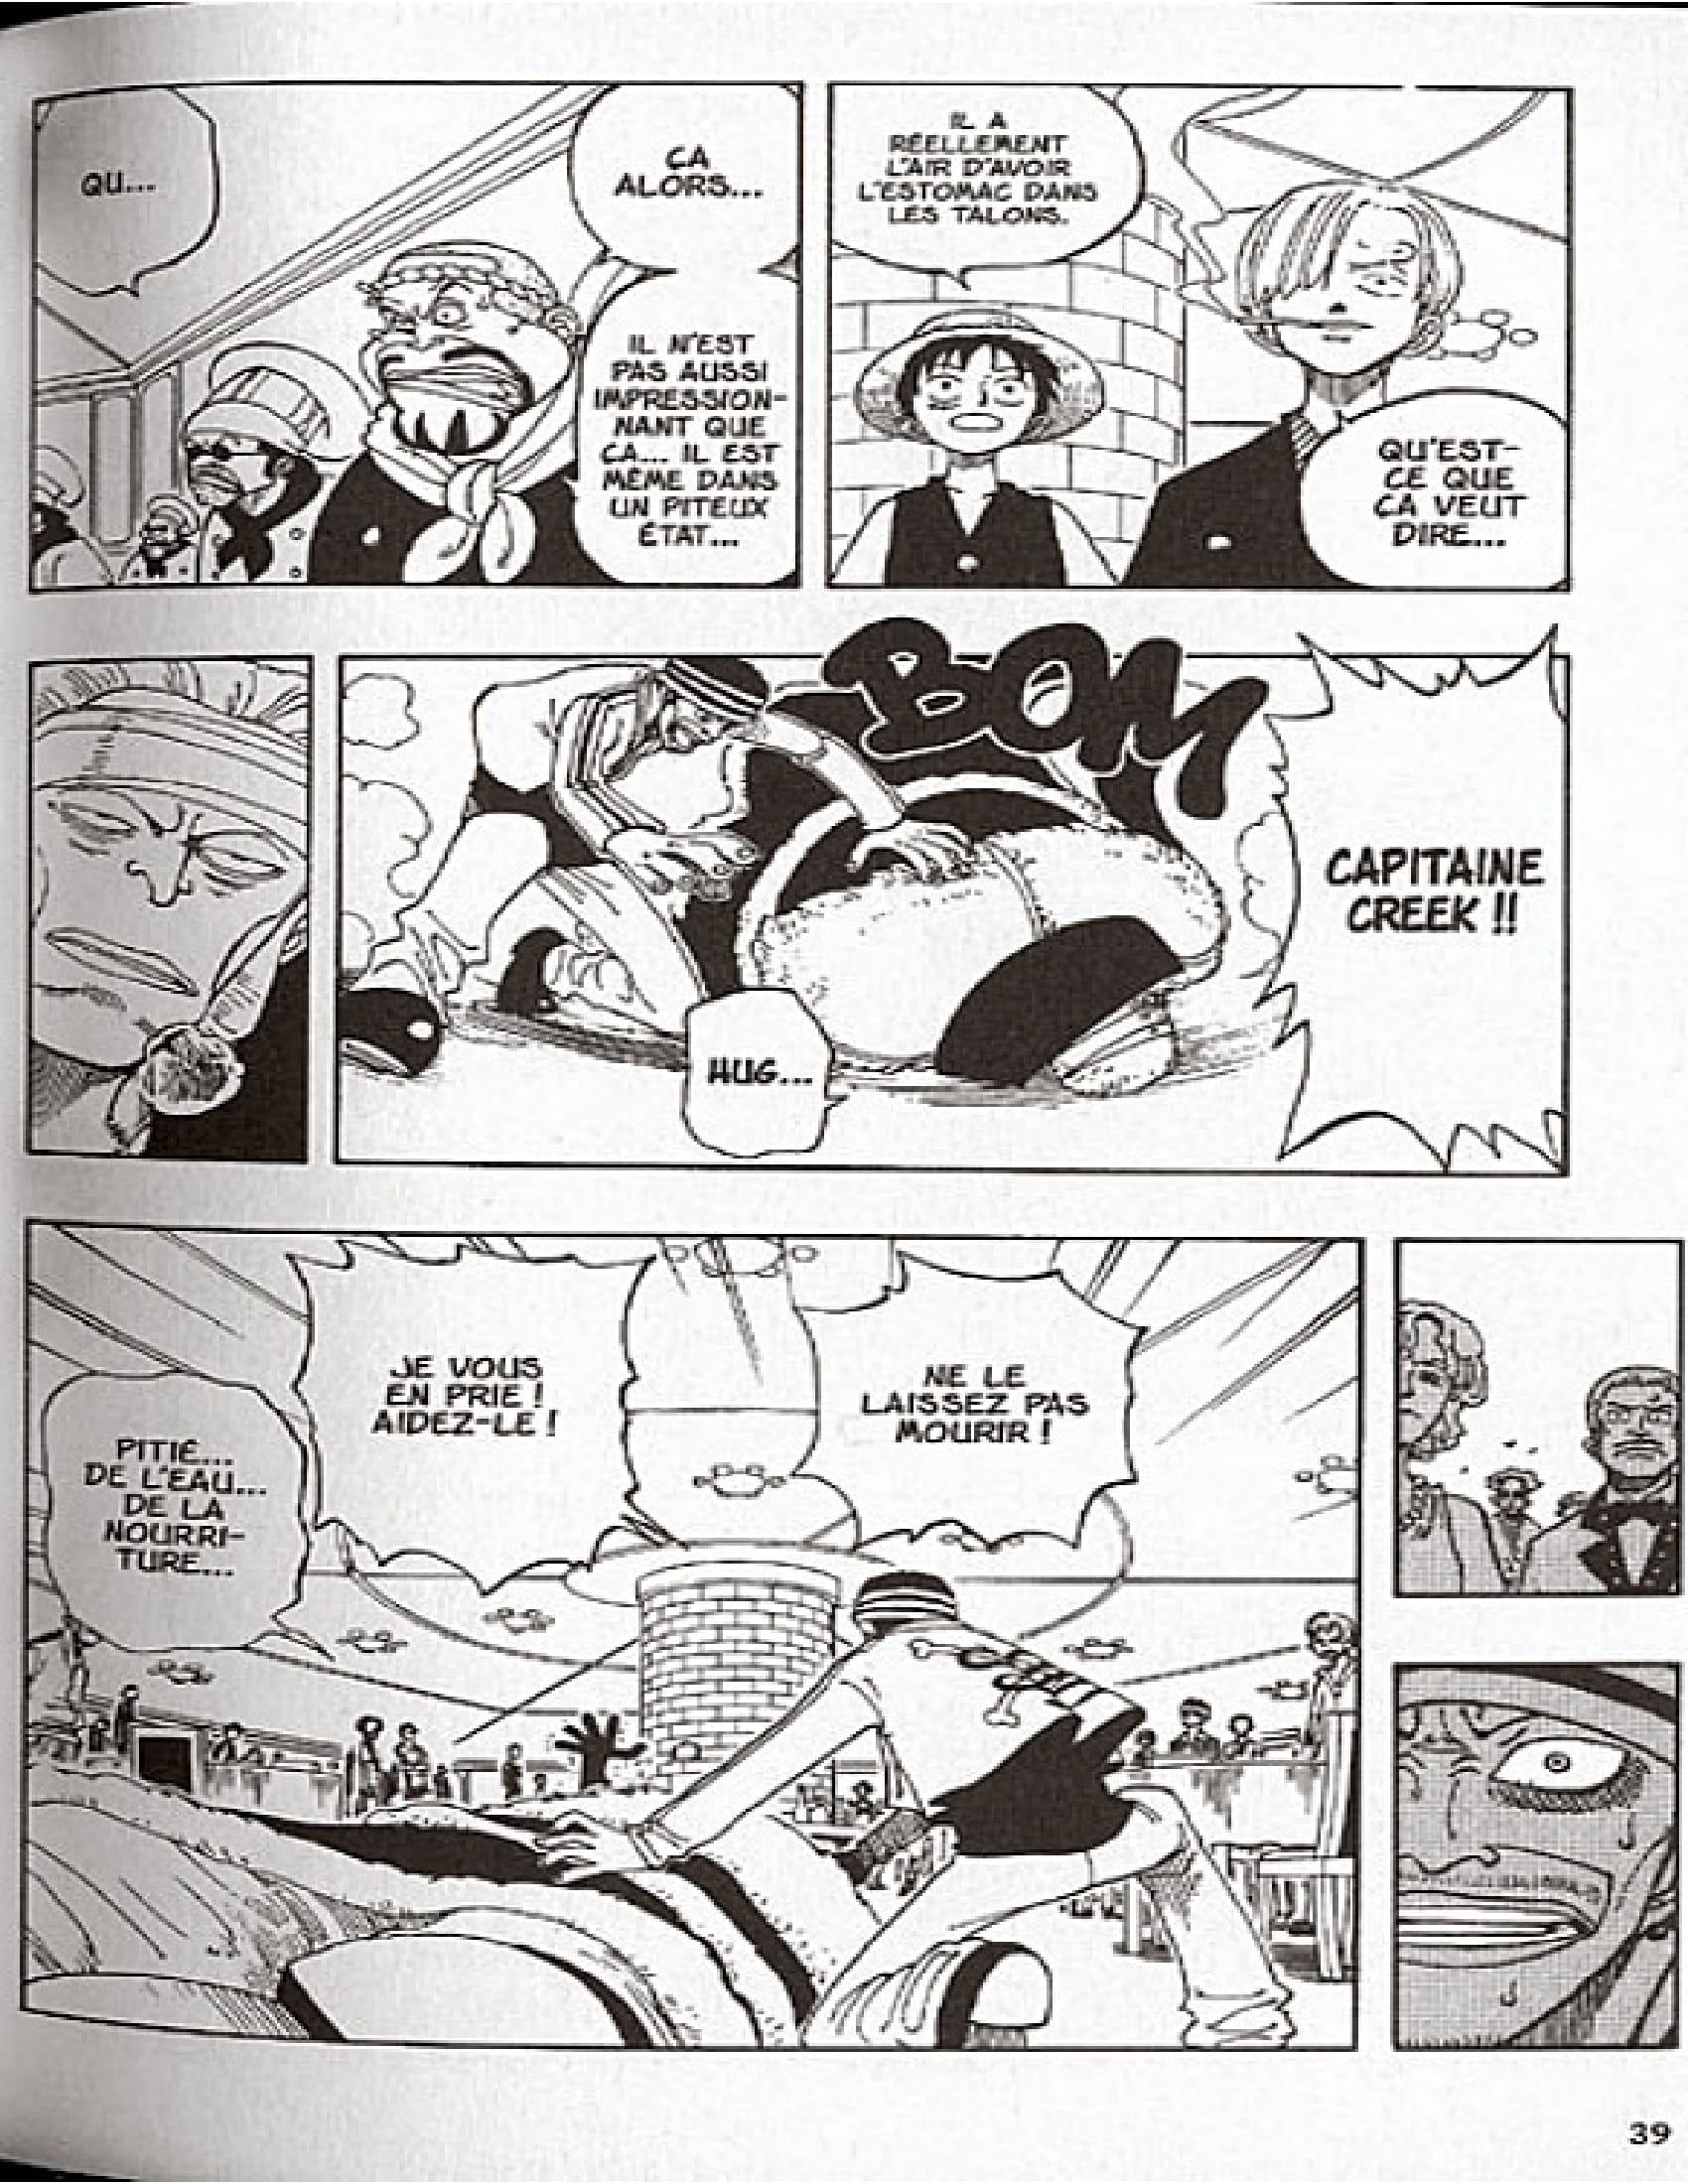 IL A
RÉELLEMENT
L'AIR D'AVOIR
L'ESTOMAC DANS
LES TALONS.
QU'EST-
CE QUE
ÇA VEUT
DIRE...
ÇA
ALORS...
IL N'EST
PAS AUSSI
IMPRESSION-
NANT QUE
ÇA... IL EST
MÊME DANS
UN PITEUX
ÉTAT...
QU...
CAPITAINE
CREEK !!
BOM
HUG...
NE LE
LAISSEZ PAS
MOURIR !
JE VOUS
EN PRIE !
AIDEZ-LE !
PITIÉ...
DE L'EAU...
DE LA
NOURRI-
TURE...
39